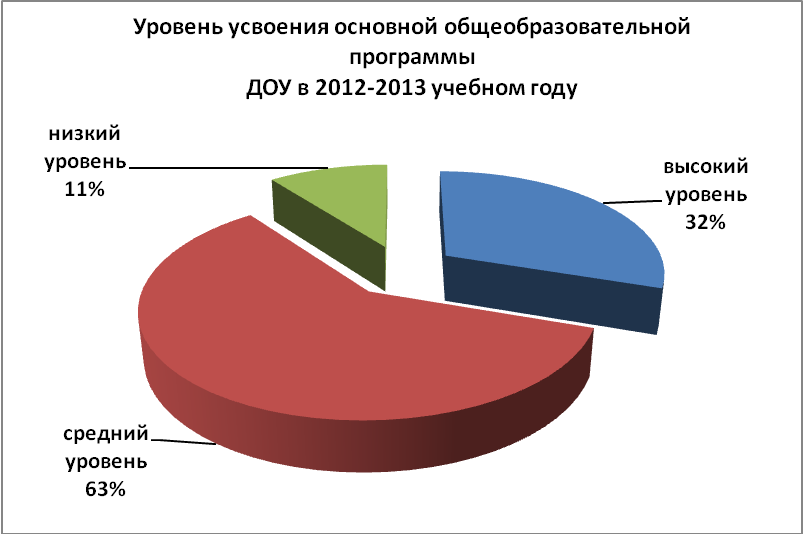 Уровень усвоения основной общеобразовательной
программы
ДОУ в 2012-2013 учебном году
низкий
уровень
11%
высокий
уровень
32%
средний
уровень
63%